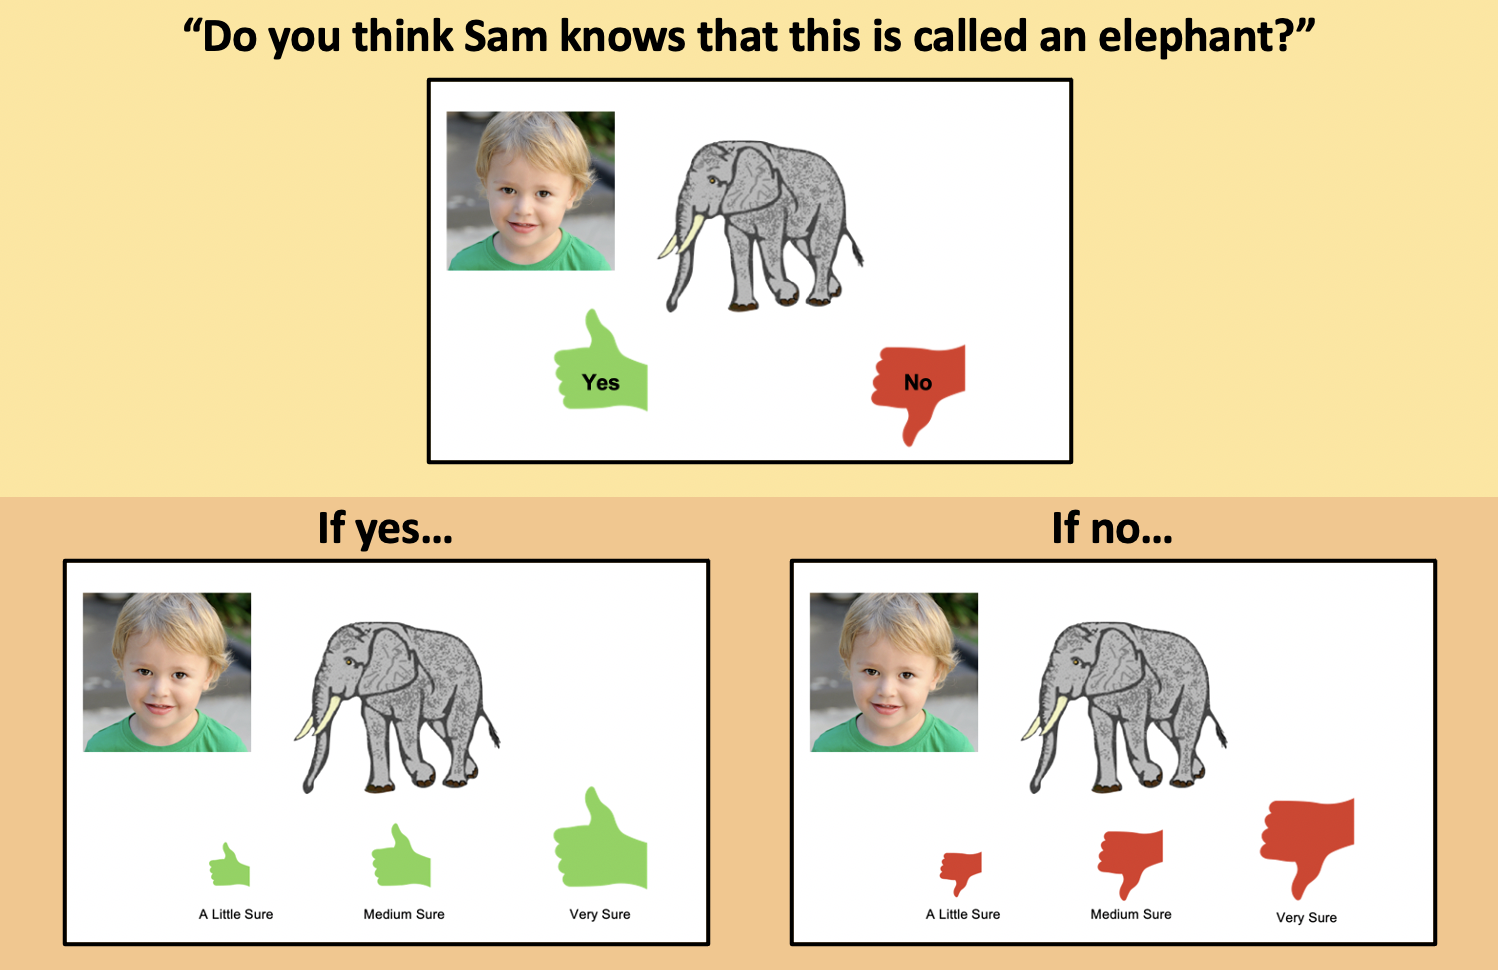 “Do you think Sam knows that this is called an elephant?”
Yes
No
If yes...
A Little Sure
Medium Sure
Very Sure
If no...
A Little Sure
Medium Sure
Very Sure